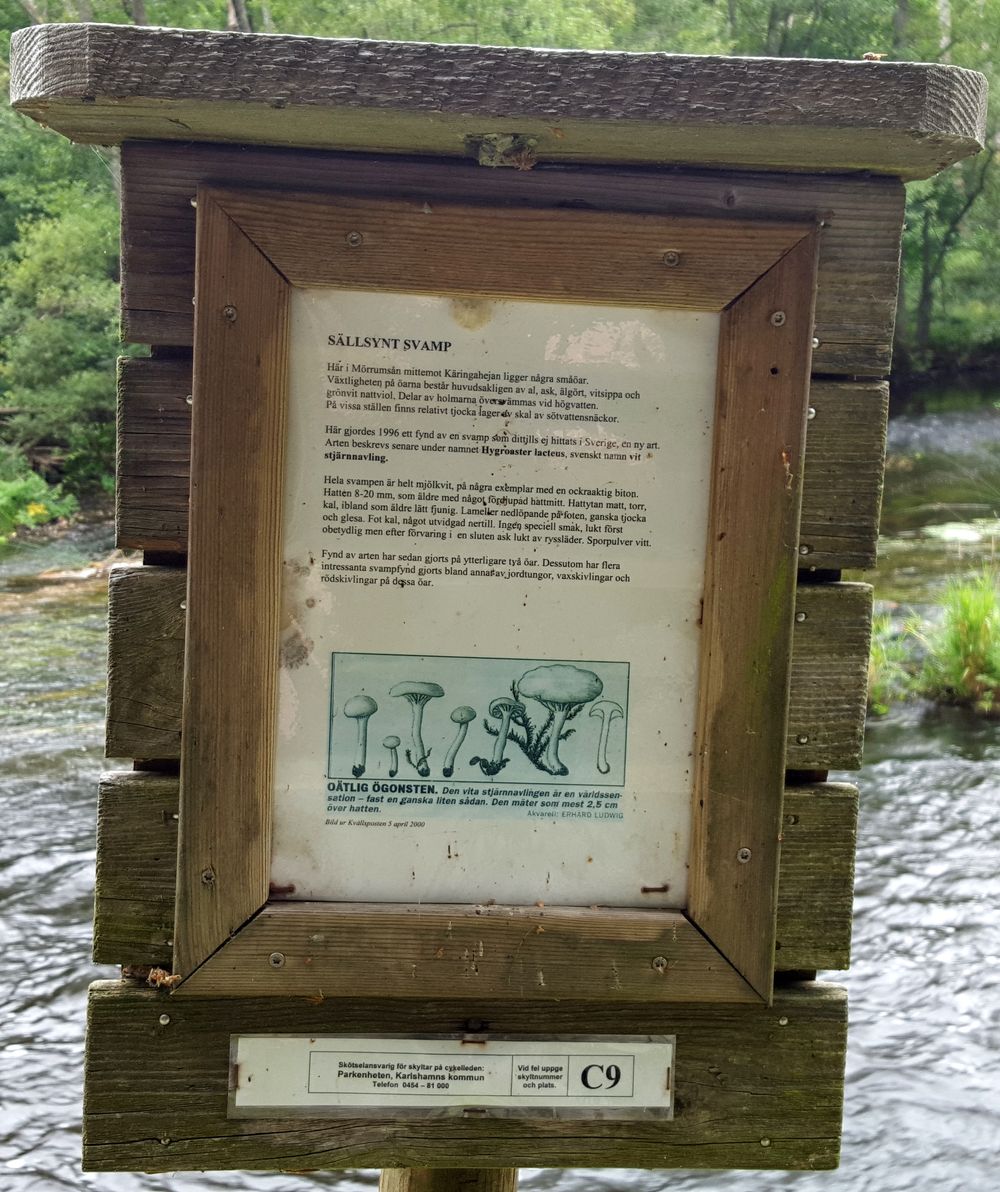 SÄLLSYNT SVAMP
Här i Mörrumsån mittemot Käringahejan ligger några småöar.
Växtligheten på öarna består huvudsakligen av al, ask, älgört, vitsippa och
grönvit nattviol. Delar av holmarna översvämmas vid högvatten.
På vissa ställen finns relativt tjocka lager av skal av sötvattensnäckor.
Här gjordes 1996 ett fynd av en svamp som dittills ej hittats i Sverige, en ny art.
Arten beskrevs senare under namnet Hygroaster lacteus, svenskt namn vit
stjärnnavling.
Hela svampen är helt mjölkvit, på några exemplar med en ockraaktig biton.
Hatten 8-20 mm, som äldre med något fördjupad hattmitt. Hattytan matt, torr,
kal, ibland som äldre lätt fjunig. Lameller nedlöpande på foten, ganska tjocka
och glesa. Fot kal, något utvidgad nertill. Ingen speciell smak, lukt först
obetydlig men efter förvaring i en sluten ask lukt av ryssläder. Sporpulver vitt.
Fynd av arten har sedan gjorts på ytterligare två öar. Dessutom har flera
intressanta svampfynd gjorts bland annat av jordtungor, vaxskivlingar och
rödskivlingar på dessa öar.
OÄTLIG ÖGONSTEN. Den vita stjärnnavlingen är en världssen-
sation – fast en ganska liten sådan. Den mäter som mest 2,5 cm
över hatten.
Akvarell: ERHARD LUDWIG
Bild ur Kvällsposten 5 april 2000
Skötselansvarig för skyltar på cykelleden:
Parkenheten, Karlshamns kommun
Telefon 0454 – 81 000
Vid fel uppge
skyltnummer
och plats.
C9